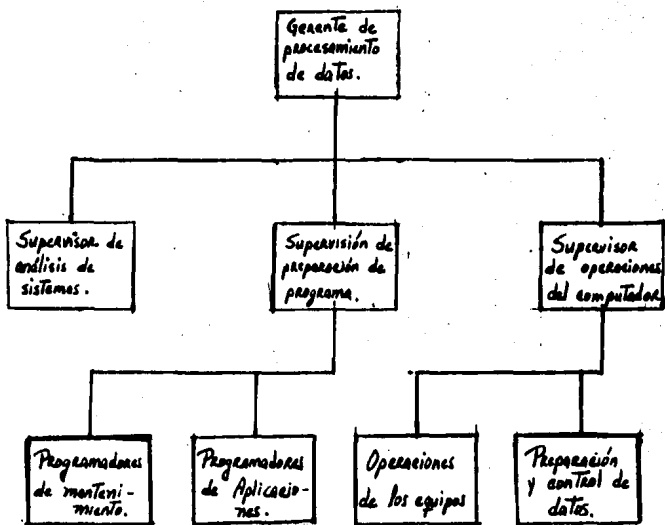 Gerente de
procesamiento
de datos.
Supervisor de
análisis de
sistemas.
Supervisión de
preparación de
programa.
Supervisor
de operaciones
del computador
Programadores
de manteni-
miento.
Programadores
de Aplicacio-
nes.
Operaciones
de los equipos
Preparación
y control de
datos.